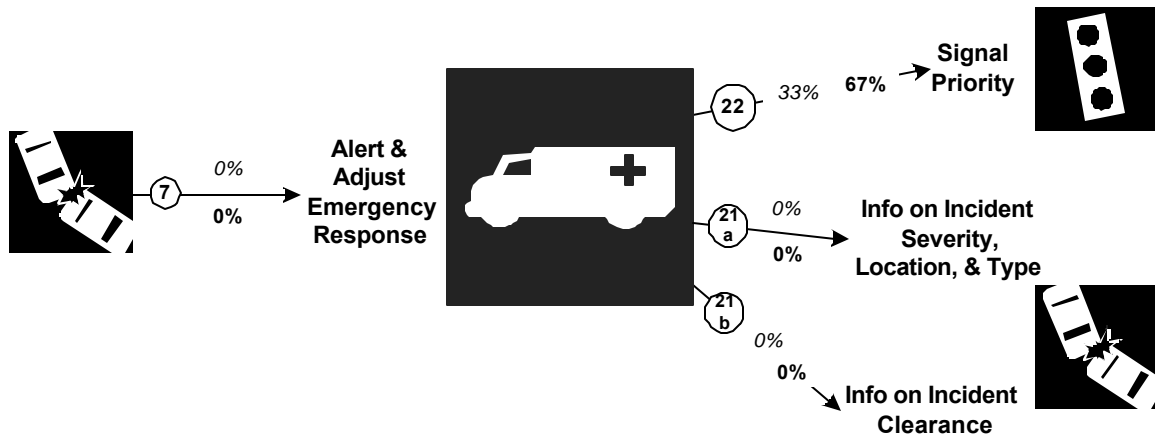 7
0%
0%
Alert &
Adjust
Emergency
Response
22
33%
67%
Signal
Priority
21
a
0%
0%
Info on Incident
Severity,
Location, & Type
21
b
0%
0%
Info on Incident
Clearance